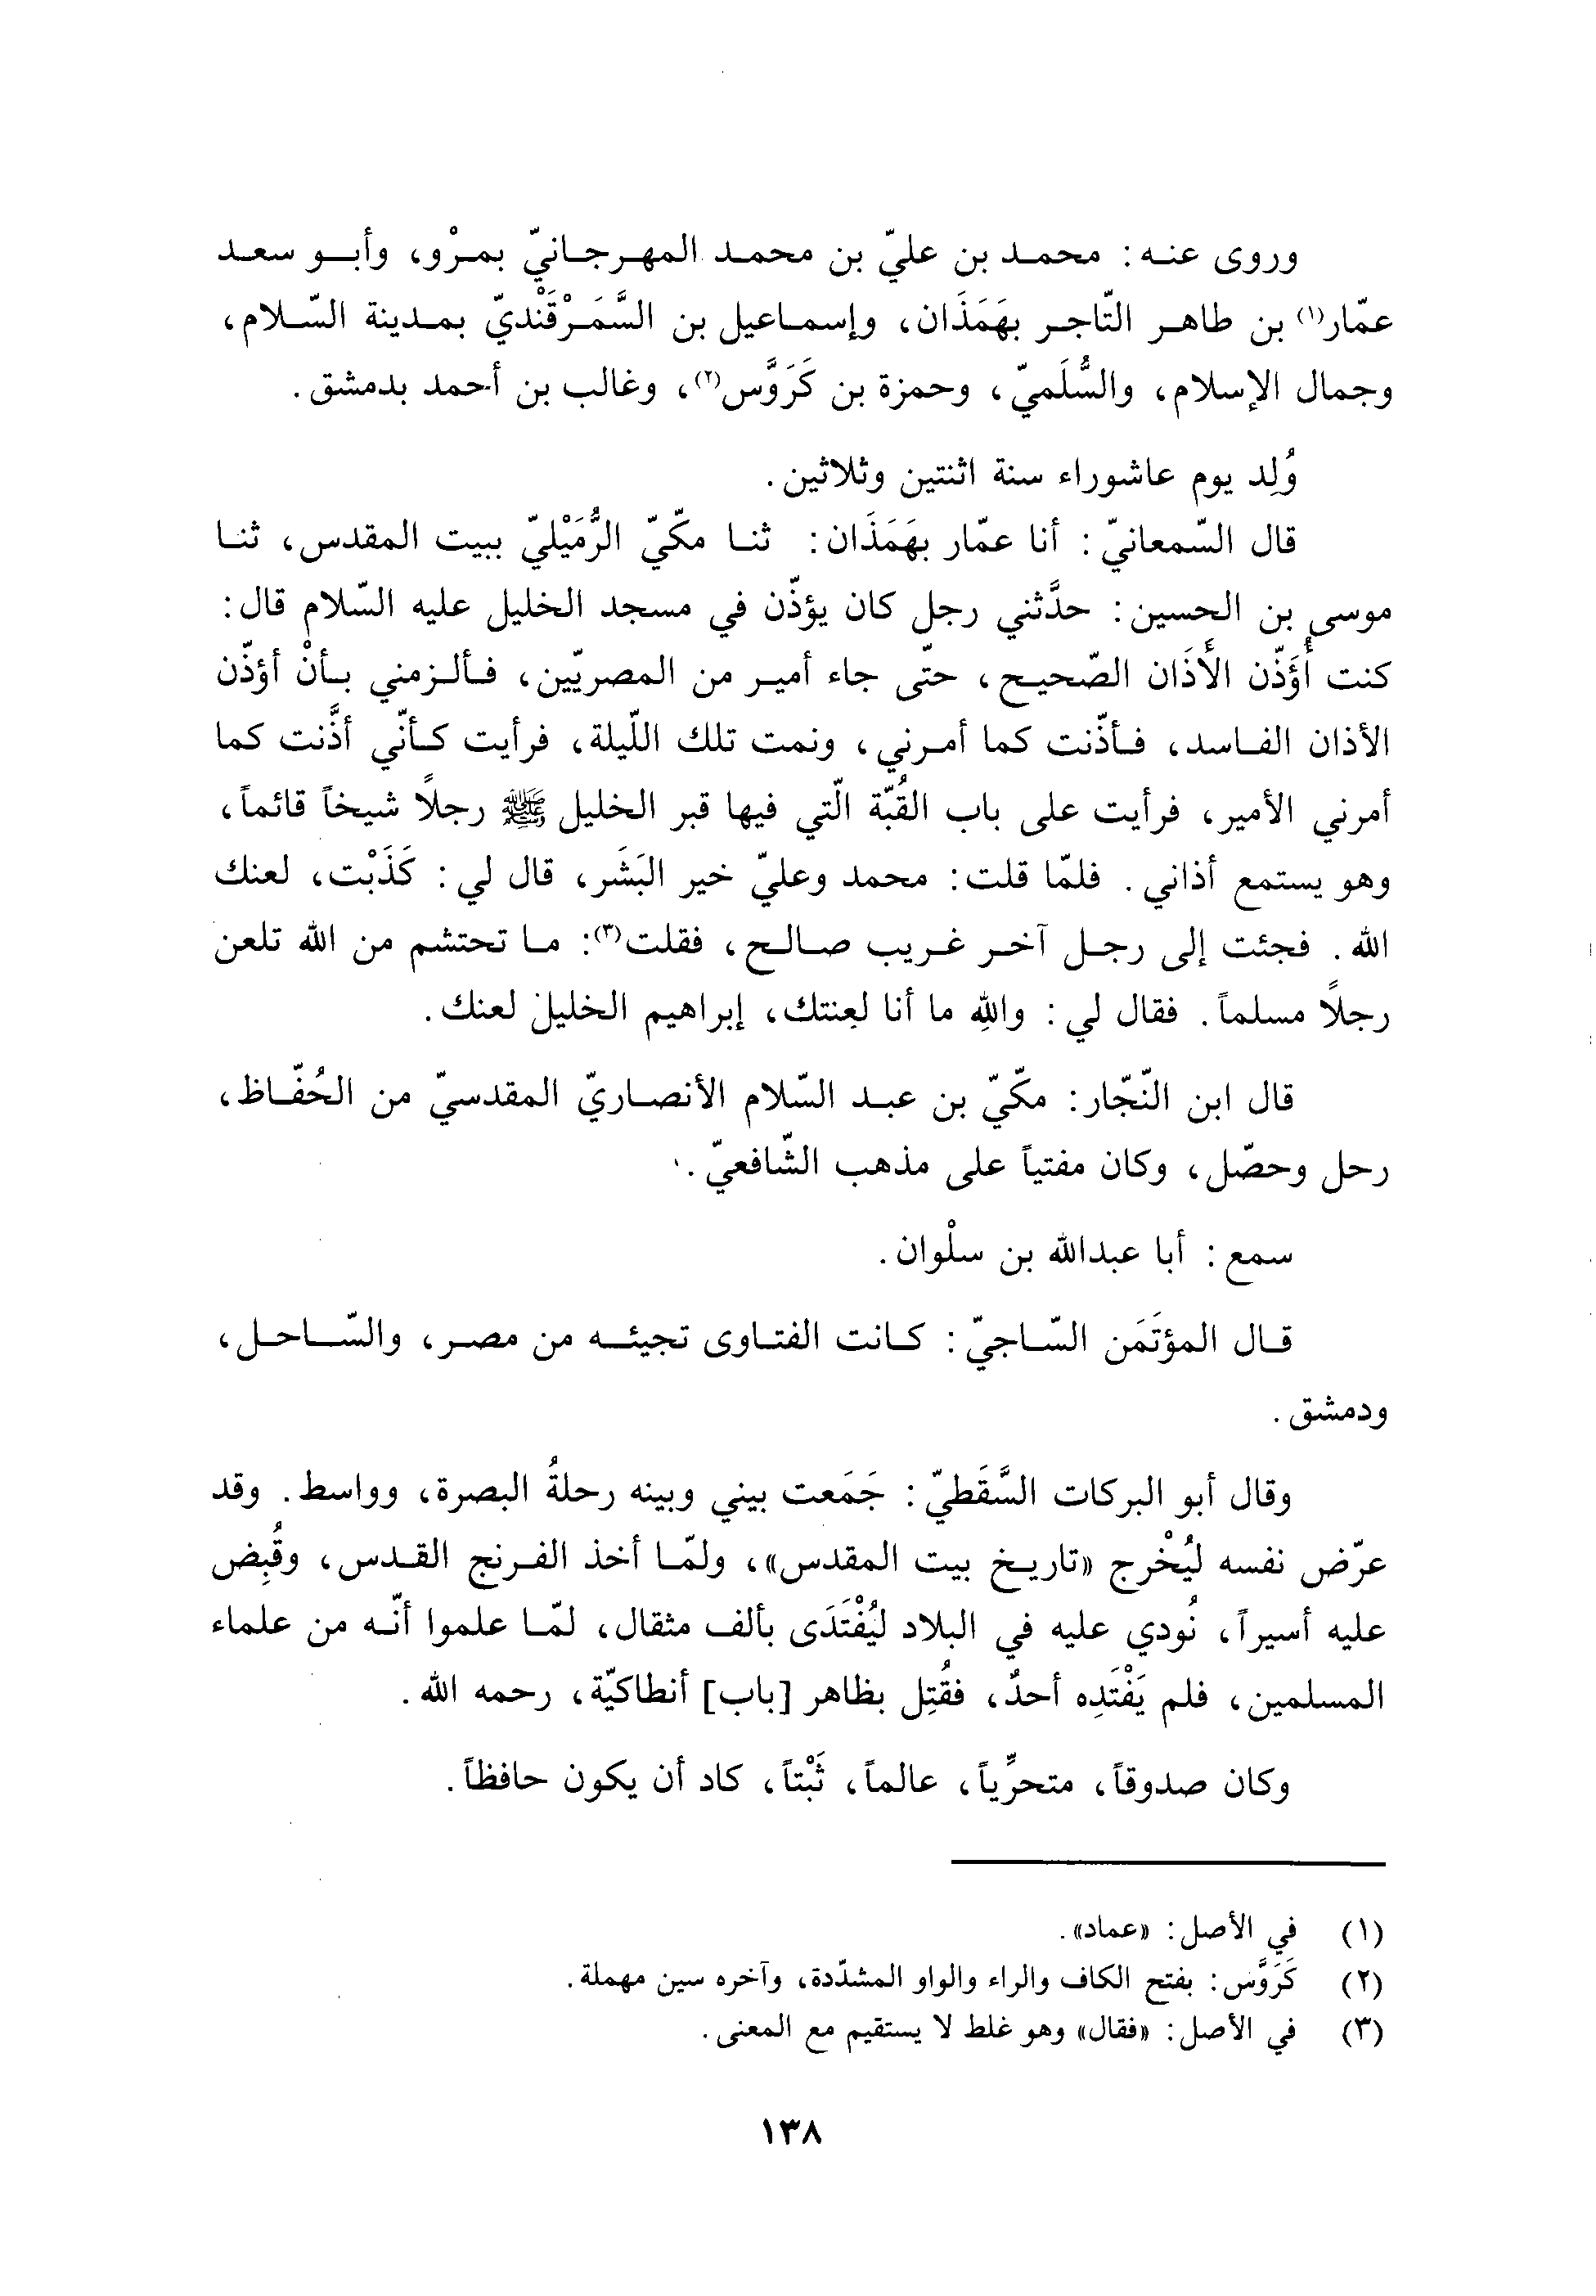 وروى عنه: محمد بن عليّ بن محمد المهرجانيّ بمرْو، وأبو سعد
عمّار(١) بن طاهر التّاجر بهَمَذَان، وإسماعيل بن السَّمَرْقَنْديّ بمدينة السّلام،
وجمال الإسلام، والسُّلَميّ، وحمزة بن كَرَوَّس(٢)، وغالب بن أحمد بدمشق.
وُلِد يوم عاشوراء سنة اثنتين وثلاثين.
قال السّمعانيّ: أنا عمّار بهَمَذَان: ثنا مكّيّ الرُّمَيْليّ ببيت المقدس، ثنا
موسى بن الحسين: حدَّثني رجل كان يؤذّن في مسجد الخليل عليه السّلام قال:
كنت أُؤَذّن الأَذَان الصّحيح، حتّى جاء أمير من المصريّين، فألزمني بأنْ أؤذّن
الأذان الفاسد، فأذّنت كما أمرني، ونمت تلك اللّيلة، فرأيت كأنّي أذَّنت كما
أمرني الأمير، فرأيت على باب القُبّة الّتي فيها قبر الخليل ﷺ رجلًا شيخاً قائماً،
وهو يستمع أذاني. فلمّا قلت: محمد وعليّ خير البَشَر، قال لي: كَذَبْت، لعنك
الله. فجئت إلى رجل آخر غريب صالح، فقلت(٣): ما تحتشم من الله تلعن
رجلًا مسلماً. فقال لي: واللهِ ما أنا لعنتك، إبراهيم الخليل لعنك.
قال ابن النّجّار: مكّيّ بن عبد السّلام الأنصاريّ المقدسيّ من الحُفّاظ،
رحل وحصّل، وكان مفتياً على مذهب الشّافعيّ.
سمع: أبا عبدالله بن سلْوان.
قال المؤتَمَن السّاجيّ: كانت الفتاوى تجيئه من مصر، والسّاحل،
ودمشق.
وقال أبو البركات السَّقَطيّ: جَمَعت بيني وبينه رحلةُ البصرة، وواسط. وقد
عرّض نفسه ليُخْرج «تاريخ بيت المقدس»، ولمّا أخذ الفرنج القدس، وقُبِض
عليه أسيراً، نُودي عليه في البلاد ليُفْتَدَى بألف مثقال، لمّا علموا أنّه من علماء
المسلمين، فلم يَفْتَدِه أحدٌ، فقُتِل بظاهر [باب] أنطاكيّة، رحمه الله.
وكان صدوقاً، متحرِّياً، عالماً، ثَبْتاً، كاد أن يكون حافظاً.
(١) في الأصل: «عماد».
(٢) كَرَوَّس: بفتح الكاف والراء والواو المشدّدة، وآخره سين مهملة.
(٣) في الأصل: «فقال» وهو غلط لا يستقيم مع المعنى.
١٣٨